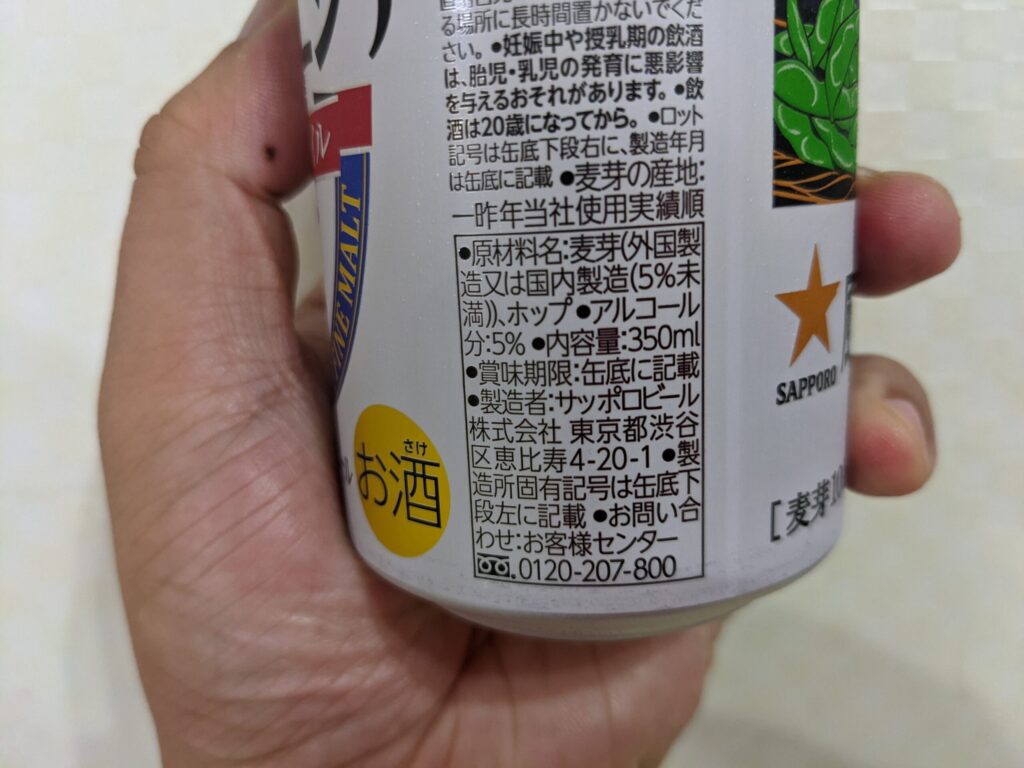 る場所に長時間置かないでくだ
さい。●妊娠中や授乳期の飲酒
は、胎児・乳児の発育に悪影響
を与えるおそれがあります。●飲
酒は20歳になってから。●ロット
記号は缶底下段右に、製造年月
は缶底に記載 ●麦芽の産地:
一昨年当社使用実績順
●原材料名:麦芽(外国製
造又は国内製造(5%未
満))、ホップ ●アルコール
分:5% ●内容量:350ml
●賞味期限:缶底に記載
●製造者:サッポロビール
株式会社 東京都渋谷
区恵比寿4-20-1 ●製
造所固有記号は缶底下
段左に記載 ●お問い合
わせ:お客様センター
0120-207-800
ル
NE MALT
ル
さけ
お酒
SAPPORO
[麦芽10